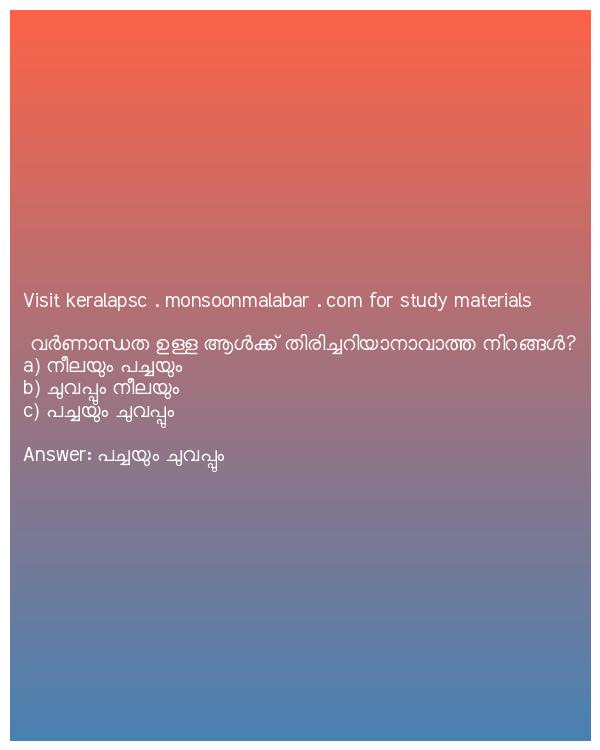 Visit keralapsc . monsoonmalabar . com for study materials
വർണാന്ധത ഉള്ള ആൾക്ക് തിരിച്ചറിയാനാവാത്ത നിറങ്ങൾ?
a) നീലയും പച്ചയും
b) ചുവപ്പും നീലയും
c) പച്ചയും ചുവപ്പും
Answer: പച്ചയും ചുവപ്പും